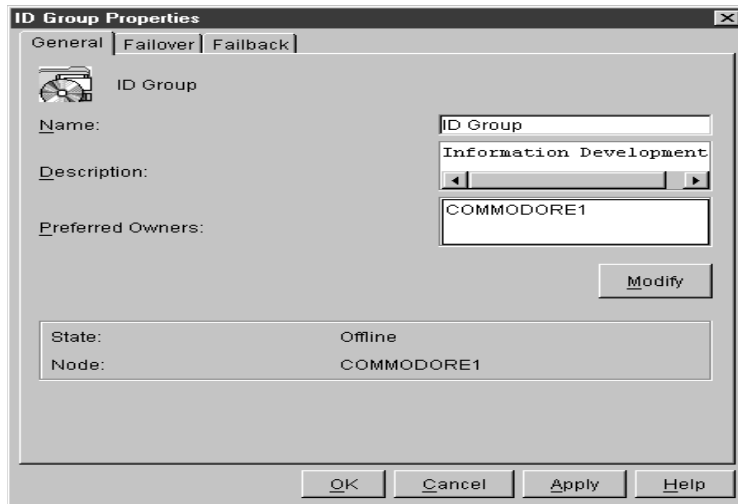 ID Group Properties
General Failover Failback
ID Group
Name: ID Group
Description: Information Development
Preferred Owners: COMMODORE1
Modify
State: Offline
Node: COMMODORE1
OK Cancel Apply Help